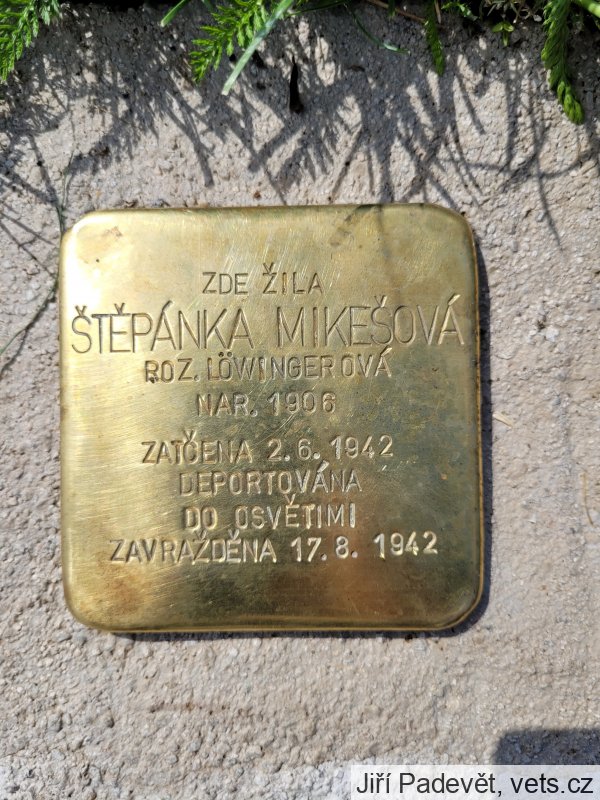 ZDE ŽILA
ŠTĚPÁNKA MIKEŠOVÁ
ROZ. LÖWINGEROVÁ
NAR. 1906
ZATČENA 2.6. 1942
DEPORTOVÁNA
DO OSVĚTIMI
ZAVRAŽDĚNA 17.8. 1942
Jiří Padevět, vets.cz